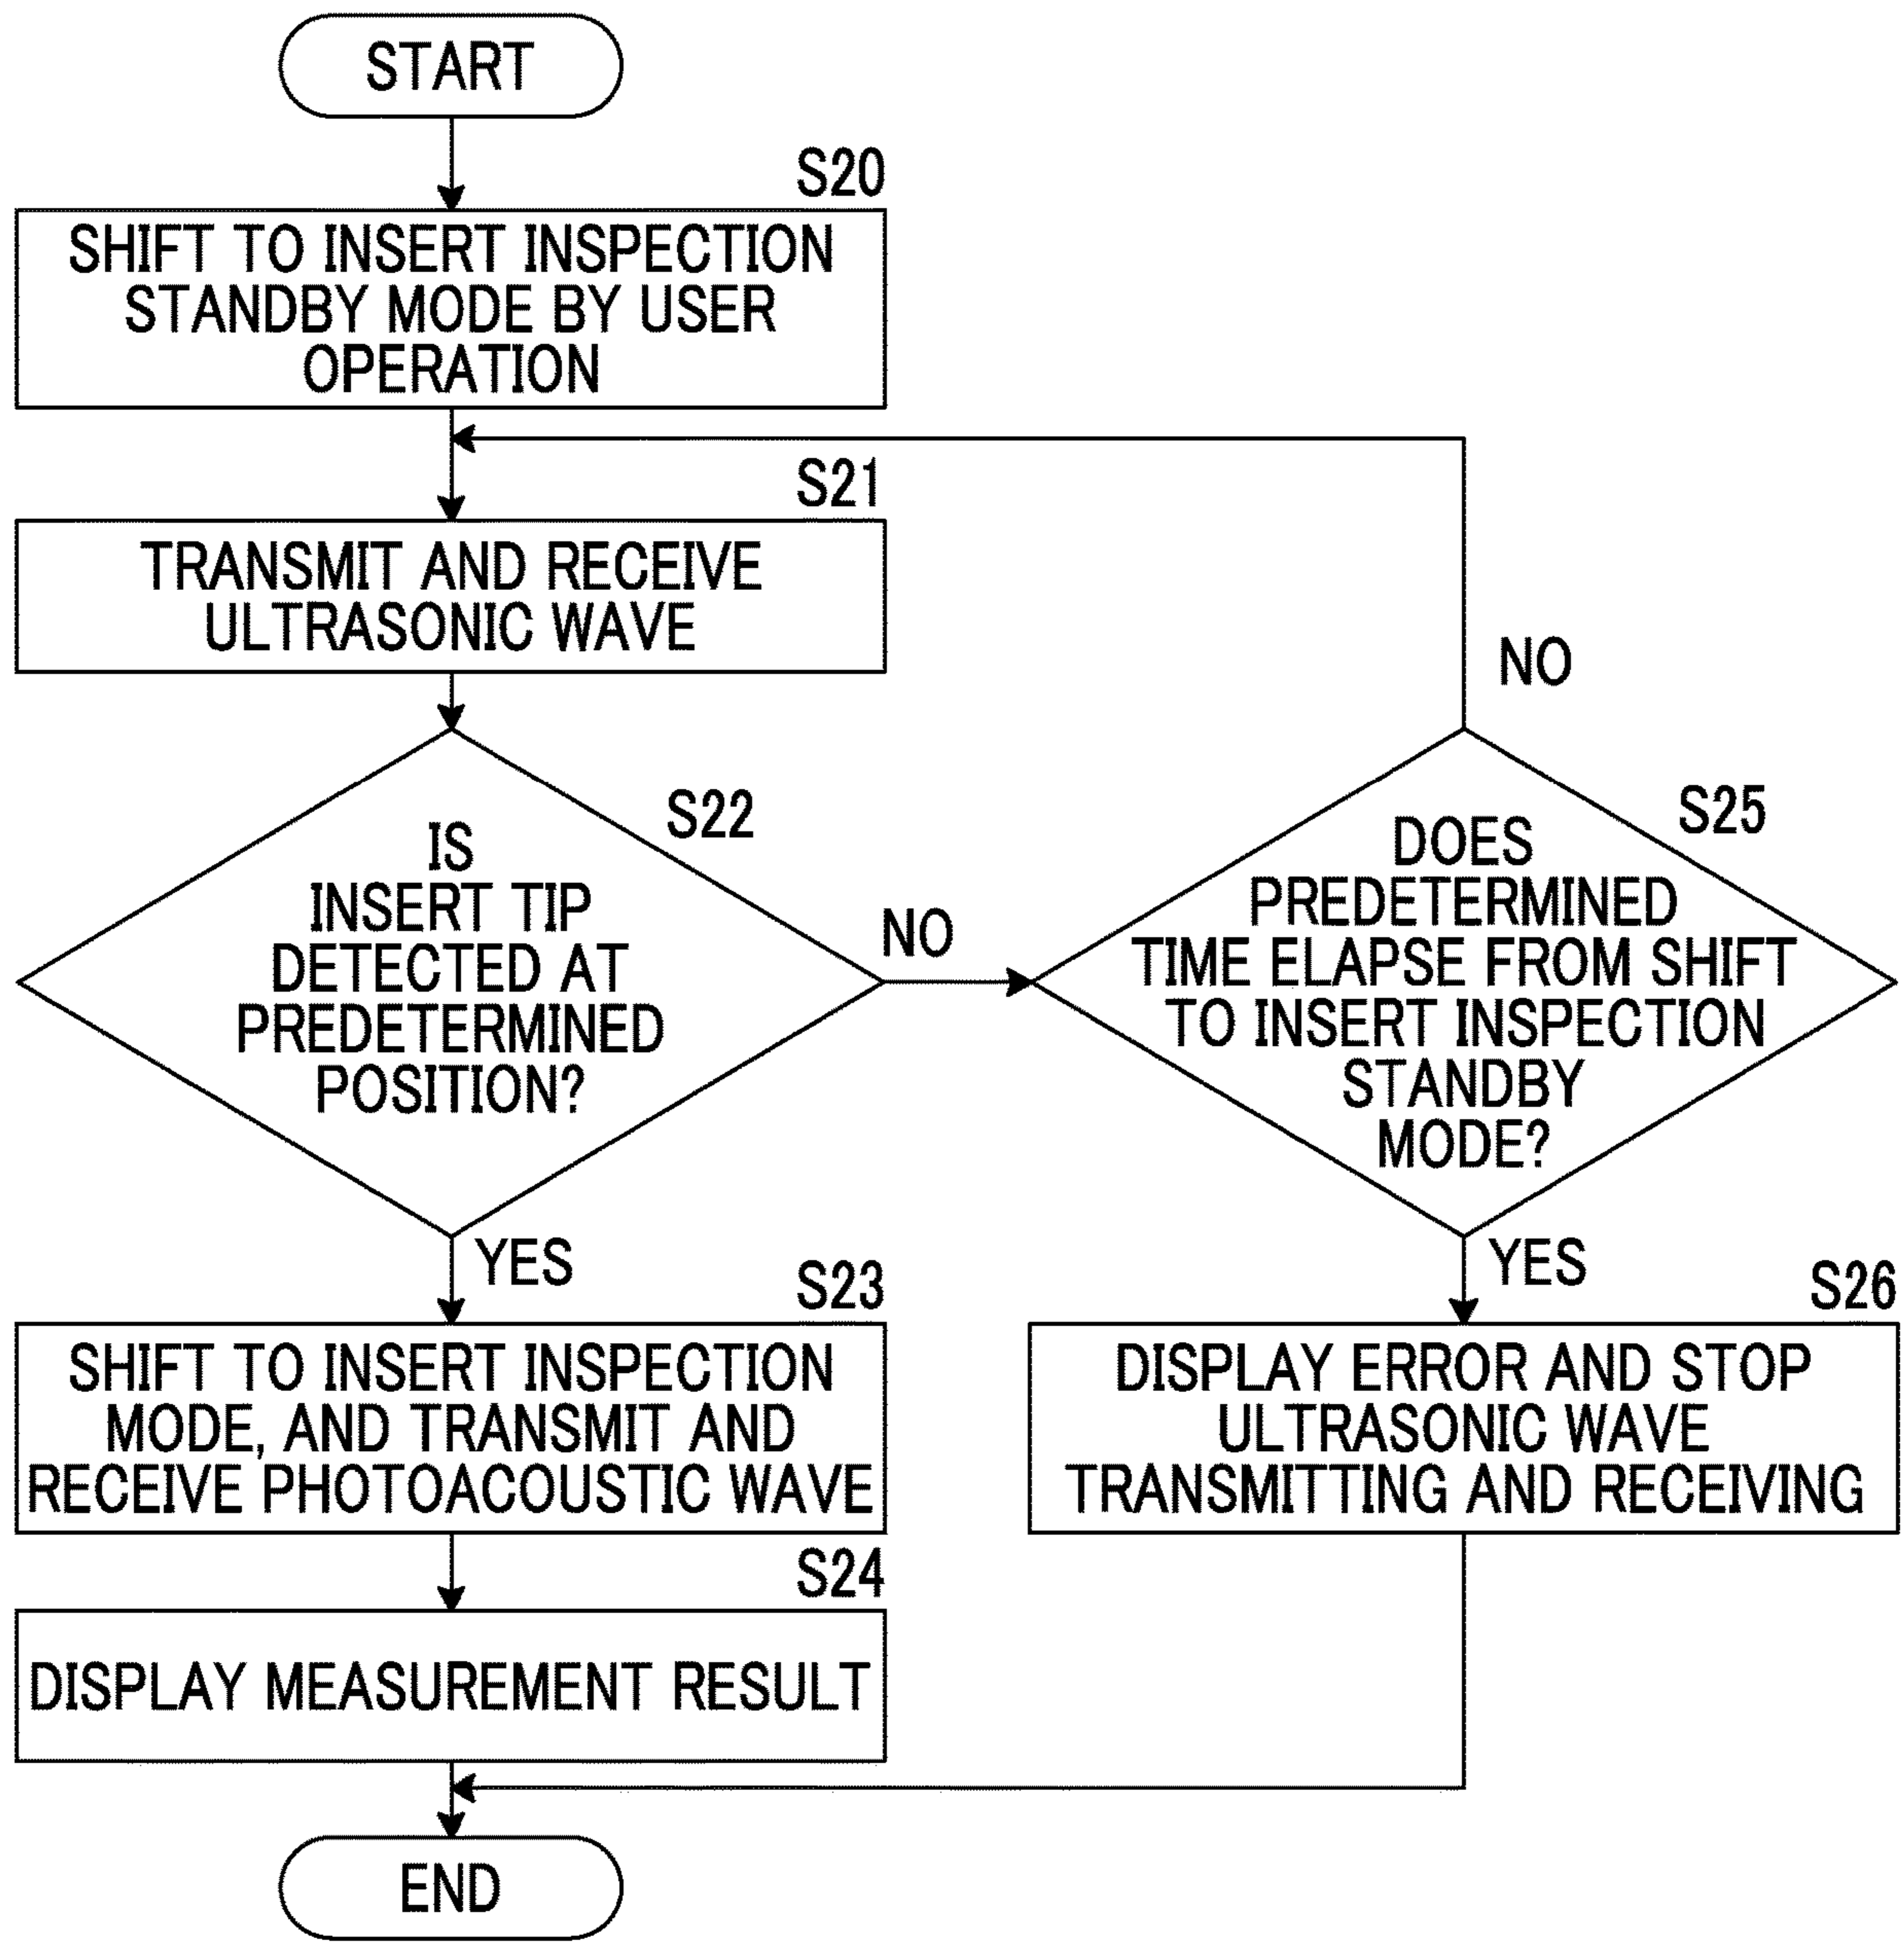 START
S20
SHIFT TO INSERT INSPECTION
STANDBY MODE BY USER
OPERATION
S21
TRANSMIT AND RECEIVE
ULTRASONIC WAVE
S22
IS
INSERT TIP
DETECTED AT
PREDETERMINED
POSITION?
NO
YES
S25
DOES
PREDETERMINED
TIME ELAPSE FROM SHIFT
TO INSERT INSPECTION
STANDBY
MODE?
NO
YES
S23
SHIFT TO INSERT INSPECTION
MODE, AND TRANSMIT AND
RECEIVE PHOTOACOUSTIC WAVE
S26
DISPLAY ERROR AND STOP
ULTRASONIC WAVE
TRANSMITTING AND RECEIVING
S24
DISPLAY MEASUREMENT RESULT
END